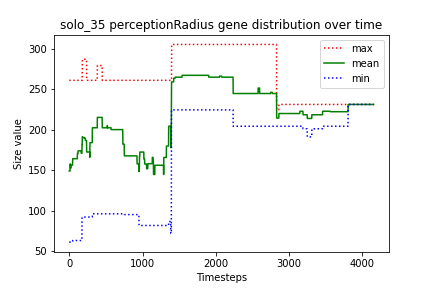 solo_35 perceptionRadius gene distribution over time
max
mean
min
Size value
300
250
200
150
100
50
0
1000
2000
3000
4000
Timesteps